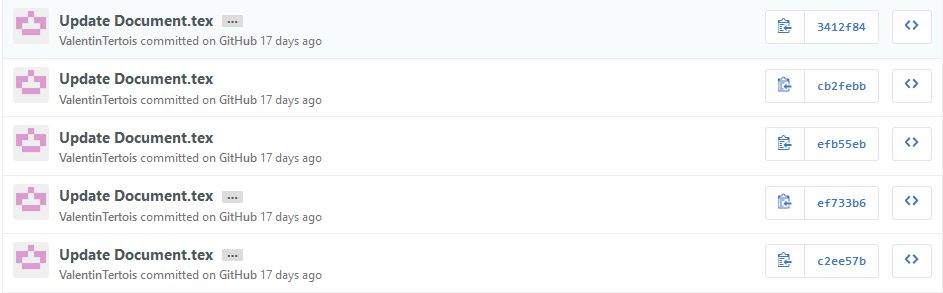 Update Document.tex ...
ValentinTertois committed on GitHub 17 days ago
3412f84
Update Document.tex
ValentinTertois committed on GitHub 17 days ago
cb2febb
Update Document.tex
ValentinTertois committed on GitHub 17 days ago
efb55eb
Update Document.tex ...
ValentinTertois committed on GitHub 17 days ago
ef733b6
Update Document.tex ...
ValentinTertois committed on GitHub 17 days ago
c2ee57b